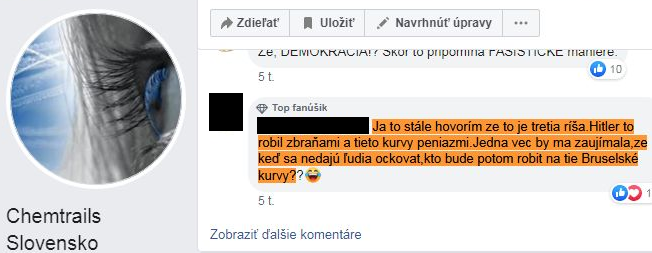 Zdieľať
Uložiť
Navrhnúť úpravy
Že, DEMOKRACIA!? Skôr to pripomína FAŠISTICKÉ maniere.
5 t.
10
Top fanúšik
Ja to stále hovorím ze to je tretia ríša.Hitler to
robil zbraňami a tieto kurvy peniazmi.Jedna vec by ma zaujímala,ze
keď sa nedajú ľudia ockovat,kto bude potom robit na tie Bruselské
kurvy??
1
5 t.
Zobraziť ďalšie komentáre
Chemtrails
Slovensko